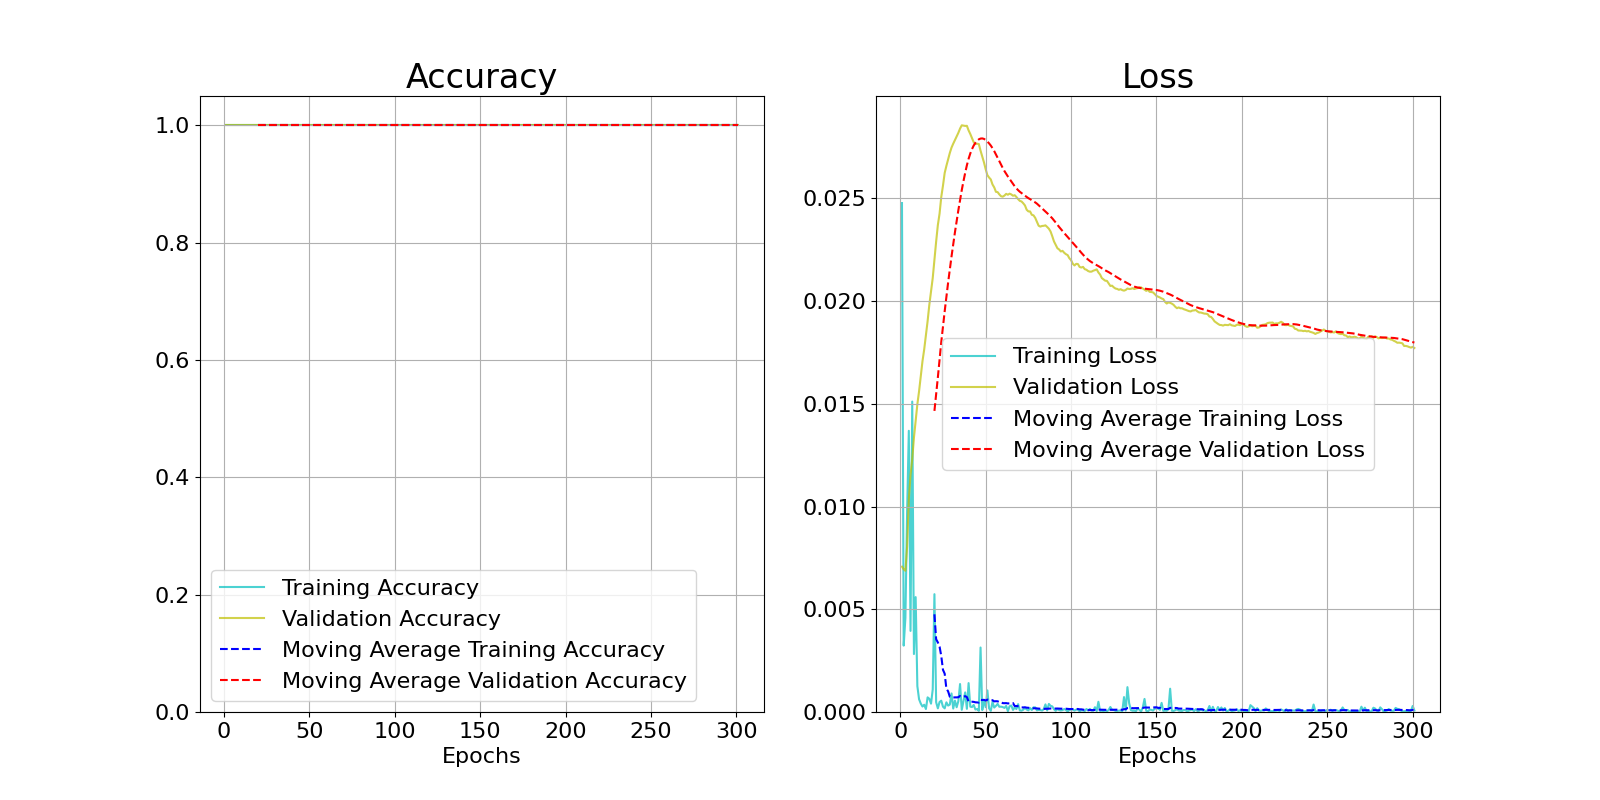 Accuracy
1.0
0.8
0.6
0.4
0.2
0.0
Training Accuracy
Validation Accuracy
Moving Average Training Accuracy
Moving Average Validation Accuracy
0 50 100 150 200 250 300
Epochs
Loss
0.025
0.020
0.015
0.010
0.005
0.000
Training Loss
Validation Loss
Moving Average Training Loss
Moving Average Validation Loss
0 50 100 150 200 250 300
Epochs